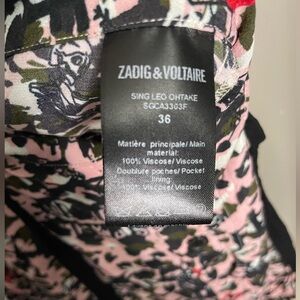 ZADIG & VOLTAIRE
SING LEO OHTAKE
SGCA3303F
36
Matière principale/ Main
material:
100% Viscose/ Viscose
Doublure poches/ Pocket
lining:
100% Viscose/ Viscose